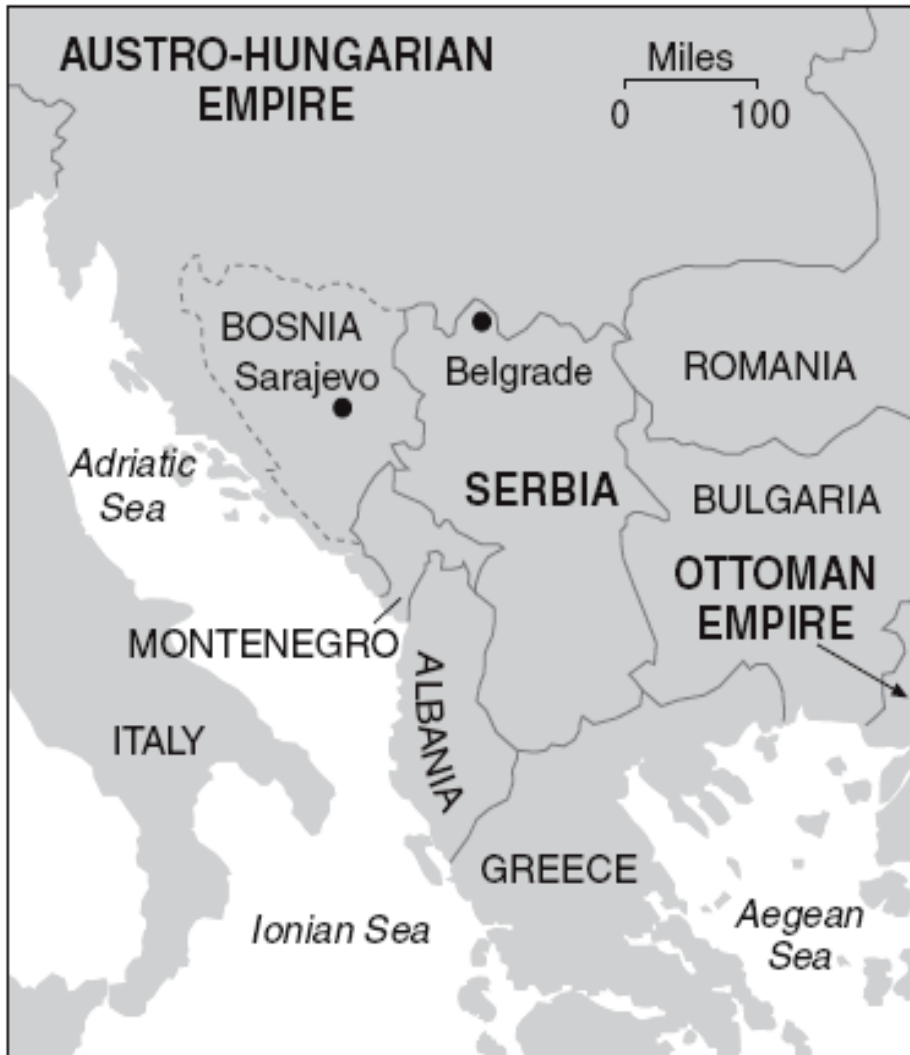 AUSTRO-HUNGARIAN
EMPIRE
Miles
0 100
BOSNIA
Sarajevo
Belgrade
ROMANIA
Adriatic
Sea
SERBIA
BULGARIA
OTTOMAN
EMPIRE
MONTENEGRO
ALBANIA
ITALY
GREECE
Ionian Sea
Aegean
Sea